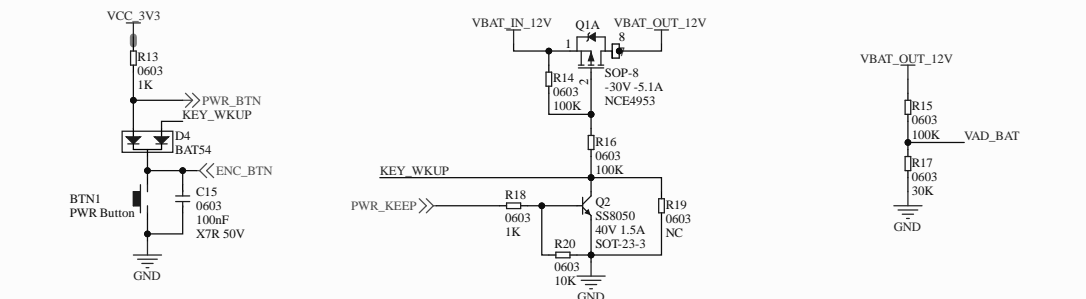 VCC_3V3
R13
0603
1K
PWR_BTN
KEY_WKUP
D4
BAT54
ENC_BTN
BTN1
PWR Button
C15
0603
100nF
X7R 50V
GND
VBAT_IN_12V
Q1A
VBAT_OUT_12V
1
8
2
SOP-8
-30V -5.1A
NCE4953
R14
0603
100K
R16
0603
100K
KEY_WKUP
PWR_KEEP
R18
0603
1K
Q2
SS8050
40V 1.5A
SOT-23-3
R19
0603
NC
R20
0603
10K
GND
VBAT_OUT_12V
R15
0603
100K
VAD_BAT
R17
0603
30K
GND